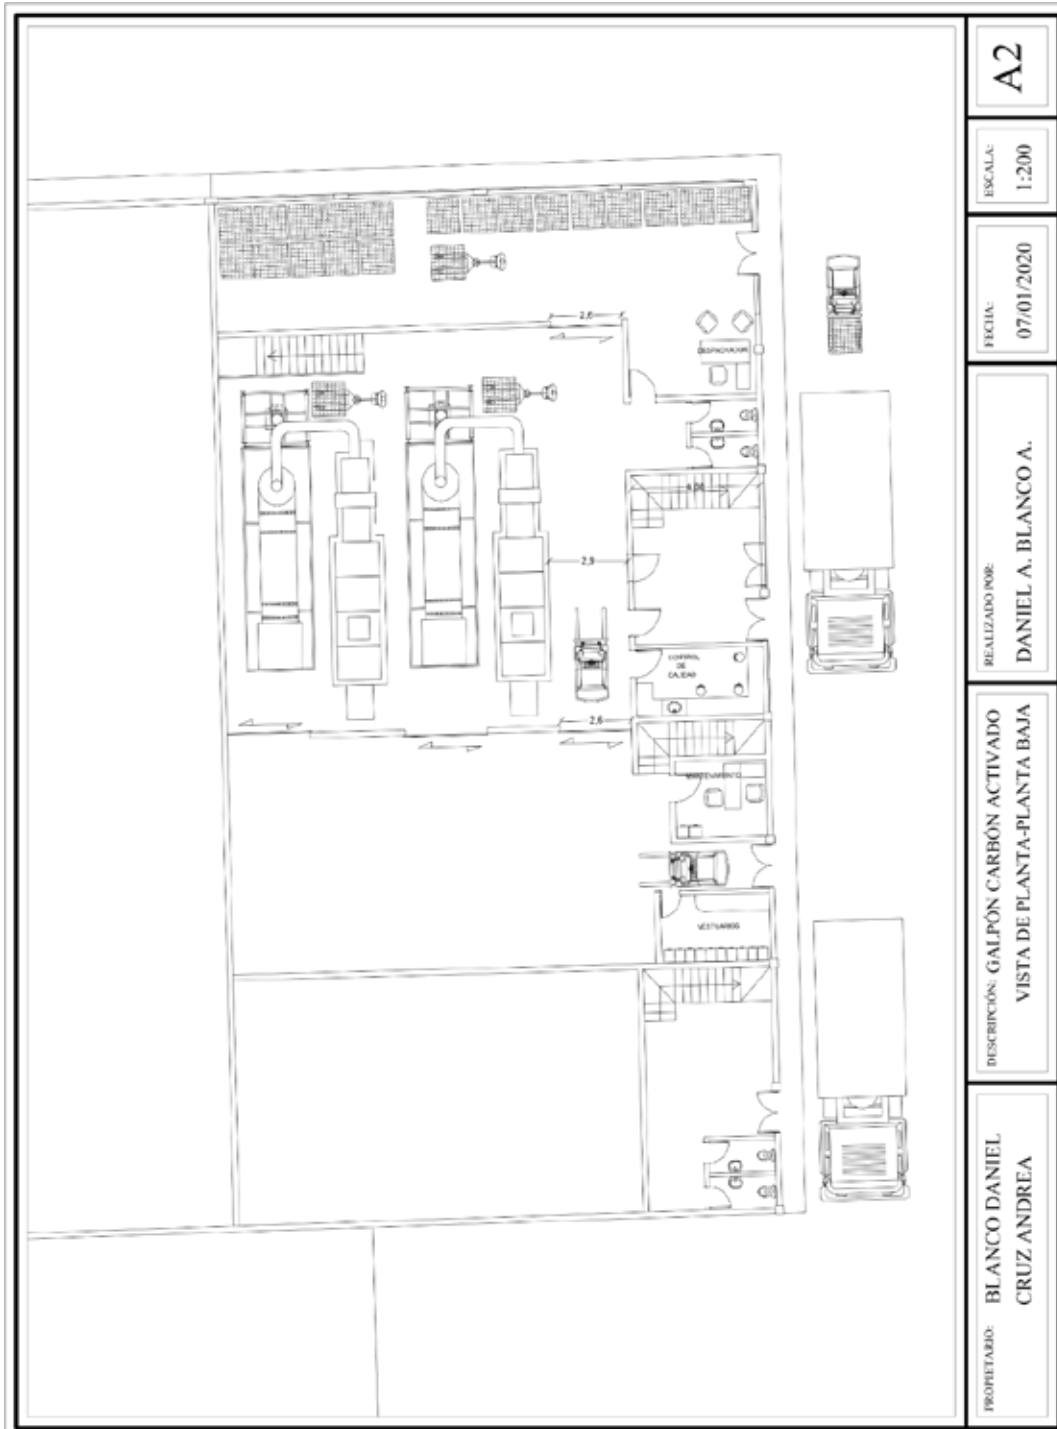 PROPIETARIO: BLANCO DANIEL
CRUZ ANDREA
DESCRIPCIÓN: GALPÓN CARBÓN ACTIVADO
VISTA DE PLANTA-PLANTA BAJA
REALIZADO POR:
DANIEL A. BLANCO A.
FECHA:
07/01/2020
ESCALA:
1:200
A2
2,6
2,9
2,6
DESPACHADOR
CONTROL
DE
CALIDAD
MANTENIMIENTO
VESTUARIOS